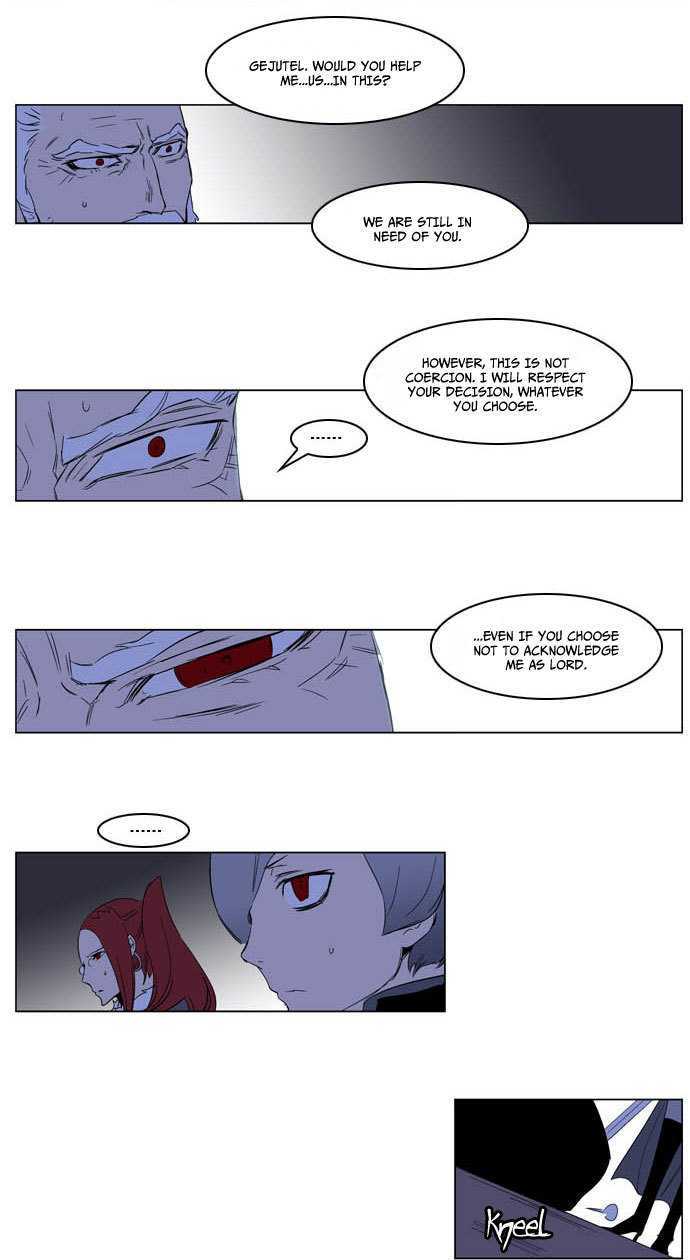 GEJUTEL. WOULD YOU HELP
ME...US...IN THIS?
WE ARE STILL IN
NEED OF YOU.
HOWEVER, THIS IS NOT
COERCION. I WILL RESPECT
YOUR DECISION, WHATEVER
YOU CHOOSE.
......
...EVEN IF YOU CHOOSE
NOT TO ACKNOWLEDGE
ME AS LORD.
......
KneeL